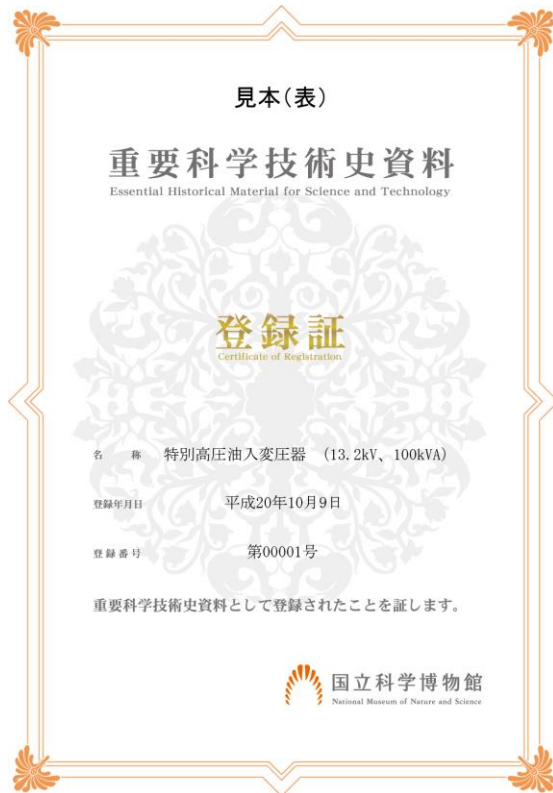 見本(表)
重要科学技術史資料
Essential Historical Material for Science and Technology
登録証
Certificate of Registration
名 称 特別高圧油入変圧器 (13.2kV、100kVA)
登録年月日 平成20年10月9日
登録番号 第00001号
重要科学技術史資料として登録されたことを証します。
国立科学博物館
National Museum of Nature and Science